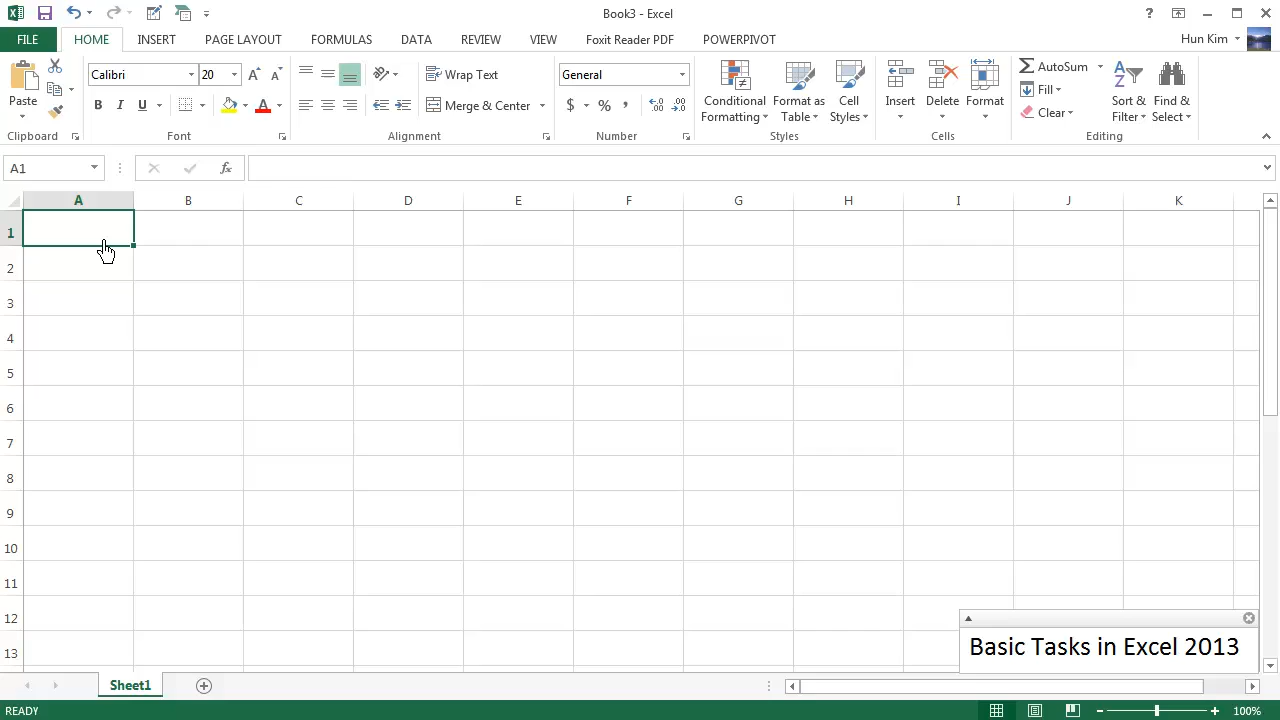 Book3 - Excel
FILE HOME INSERT PAGE LAYOUT FORMULAS DATA REVIEW VIEW Foxit Reader PDF POWERPIVOT Hun Kim
Calibri 20 Wrap Text General AutoSum
Paste Conditional Formatting Format as Table Cell Styles Insert Delete Format Fill Sort & Filter Find & Select
B I U A Merge & Center $ % , Clear
Clipboard Font Alignment Number Styles Cells Editing
A1 fx
A B C D E F G H I J K
1
2
3
4
5
6
7
8
9
10
11
12
13
Basic Tasks in Excel 2013
Sheet1
READY 100%